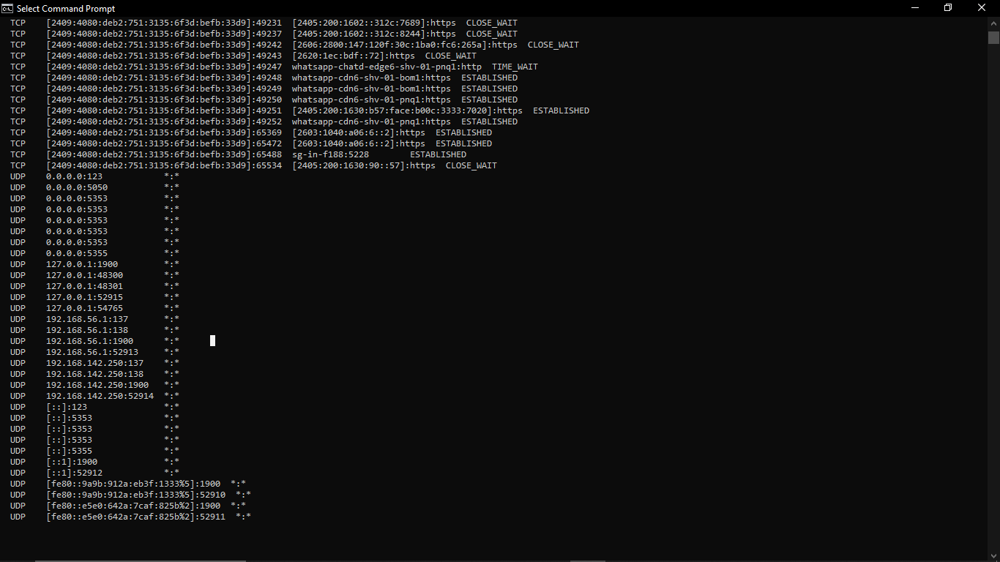 Select Command Prompt
TCP    [2409:4080:deb2:751:3135:6f3d:befb:33d9]:49231  [2405:200:1602::312c:7689]:https  CLOSE_WAIT
TCP    [2409:4080:deb2:751:3135:6f3d:befb:33d9]:49237  [2405:200:1602::312c:8244]:https  CLOSE_WAIT
TCP    [2409:4080:deb2:751:3135:6f3d:befb:33d9]:49242  [2606:2800:147:120f:30c:1ba0:fc6:265a]:https  CLOSE_WAIT
TCP    [2409:4080:deb2:751:3135:6f3d:befb:33d9]:49243  [2620:1ec:bdf::72]:https  CLOSE_WAIT
TCP    [2409:4080:deb2:751:3135:6f3d:befb:33d9]:49247  whatsapp-chatd-edge6-shv-01-pnq1:http  TIME_WAIT
TCP    [2409:4080:deb2:751:3135:6f3d:befb:33d9]:49248  whatsapp-cdn6-shv-01-bom1:https  ESTABLISHED
TCP    [2409:4080:deb2:751:3135:6f3d:befb:33d9]:49249  whatsapp-cdn6-shv-01-bom1:https  ESTABLISHED
TCP    [2409:4080:deb2:751:3135:6f3d:befb:33d9]:49250  whatsapp-cdn6-shv-01-pnq1:https  ESTABLISHED
TCP    [2409:4080:deb2:751:3135:6f3d:befb:33d9]:49251  [2405:200:1630:b57:face:b00c:3333:7020]:https  ESTABLISHED
TCP    [2409:4080:deb2:751:3135:6f3d:befb:33d9]:49252  whatsapp-cdn6-shv-01-pnq1:https  ESTABLISHED
TCP    [2409:4080:deb2:751:3135:6f3d:befb:33d9]:65369  [2603:1040:a06:6::2]:https  ESTABLISHED
TCP    [2409:4080:deb2:751:3135:6f3d:befb:33d9]:65472  [2603:1040:a06:6::2]:https  ESTABLISHED
TCP    [2409:4080:deb2:751:3135:6f3d:befb:33d9]:65488  sg-in-f188:5228        ESTABLISHED
TCP    [2409:4080:deb2:751:3135:6f3d:befb:33d9]:65534  [2405:200:1630:90::57]:https  CLOSE_WAIT
UDP    0.0.0.0:123            *:*
UDP    0.0.0.0:5050           *:*
UDP    0.0.0.0:5353           *:*
UDP    0.0.0.0:5353           *:*
UDP    0.0.0.0:5353           *:*
UDP    0.0.0.0:5353           *:*
UDP    0.0.0.0:5353           *:*
UDP    0.0.0.0:5355           *:*
UDP    127.0.0.1:1900         *:*
UDP    127.0.0.1:48300        *:*
UDP    127.0.0.1:48301        *:*
UDP    127.0.0.1:52915        *:*
UDP    127.0.0.1:54765        *:*
UDP    192.168.56.1:137       *:*
UDP    192.168.56.1:138       *:*
UDP    192.168.56.1:1900      *:*
UDP    192.168.56.1:52913     *:*
UDP    192.168.142.250:137    *:*
UDP    192.168.142.250:138    *:*
UDP    192.168.142.250:1900   *:*
UDP    192.168.142.250:52914  *:*
UDP    [::]:123               *:*
UDP    [::]:5353              *:*
UDP    [::]:5353              *:*
UDP    [::]:5353              *:*
UDP    [::]:5355              *:*
UDP    [::1]:1900             *:*
UDP    [::1]:52912            *:*
UDP    [fe80::9a9b:912a:eb3f:1333%5]:1900  *:*
UDP    [fe80::9a9b:912a:eb3f:1333%5]:52910  *:*
UDP    [fe80::e5e0:642a:7caf:825b%2]:1900  *:*
UDP    [fe80::e5e0:642a:7caf:825b%2]:52911  *:*